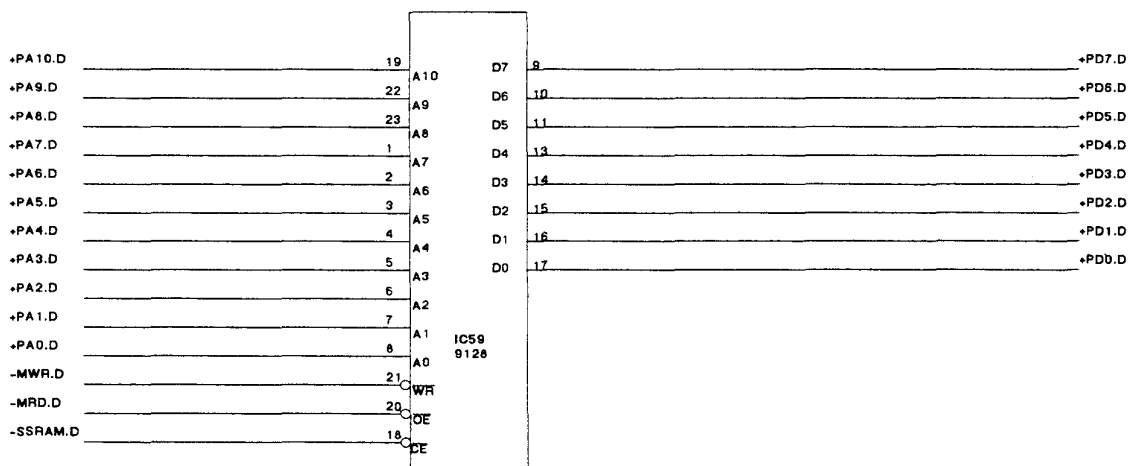 +PA10.D 19 A10 D7 9 +PD7.D
+PA9.D 22 A9 D6 10 +PD6.D
+PA8.D 23 A8 D5 11 +PD5.D
+PA7.D 1 A7 D4 13 +PD4.D
+PA6.D 2 A6 D3 14 +PD3.D
+PA5.D 3 A5 D2 15 +PD2.D
+PA4.D 4 A4 D1 16 +PD1.D
+PA3.D 5 A3 D0 17 +PD0.D
+PA2.D 6 A2
+PA1.D 7 A1
IC59
9128
+PA0.D 8 A0
-MWR.D 21 WR
-MRD.D 20 OE
-SSRAM.D 18 CE